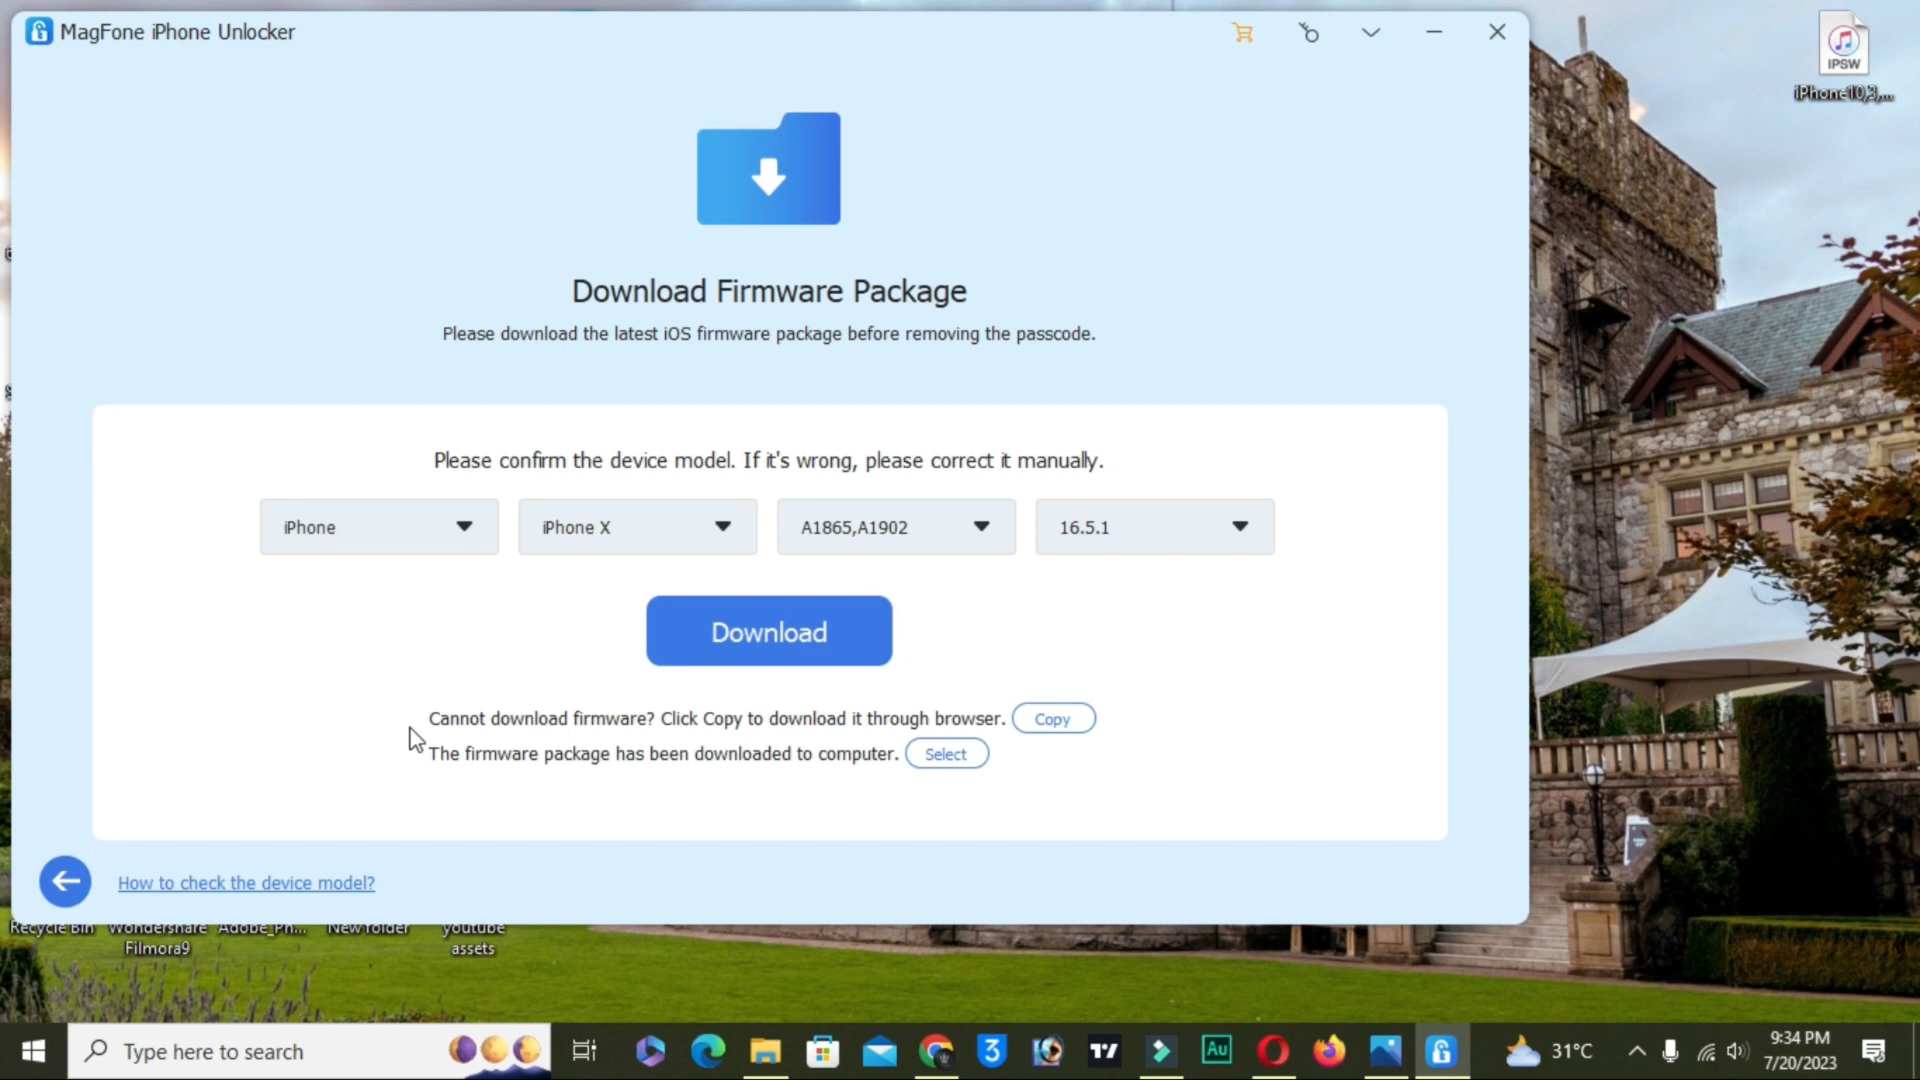 MagFone iPhone Unlocker
IPSW
iPhone10,3,...
Download Firmware Package
Please download the latest iOS firmware package before removing the passcode.
Please confirm the device model. If it's wrong, please correct it manually.
iPhone
iPhone X
A1865,A1902
16.5.1
Download
Cannot download firmware? Click Copy to download it through browser. Copy
The firmware package has been downloaded to computer. Select
How to check the device model?
Recycle Bin
Wondershare
Filmora9
Adobe_Ph...
New folder
youtube
assets
Type here to search
3
Au
31°C
9:34 PM
7/20/2023